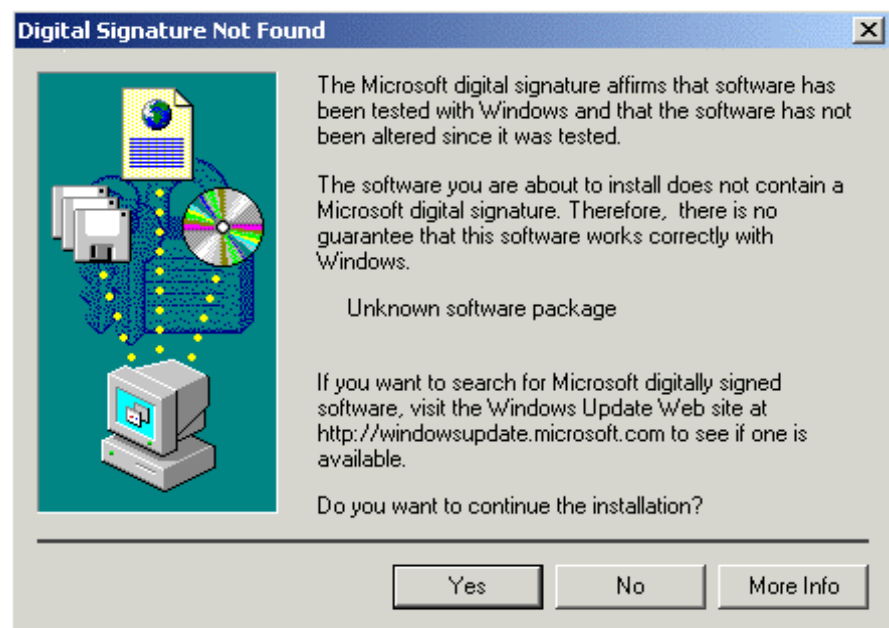 Digital Signature Not Found
The Microsoft digital signature affirms that software has
been tested with Windows and that the software has not
been altered since it was tested.
The software you are about to install does not contain a
Microsoft digital signature. Therefore,  there is no
guarantee that this software works correctly with
Windows.
Unknown software package
If you want to search for Microsoft digitally signed
software, visit the Windows Update Web site at
http://windowsupdate.microsoft.com to see if one is
available.
Do you want to continue the installation?
Yes
No
More Info